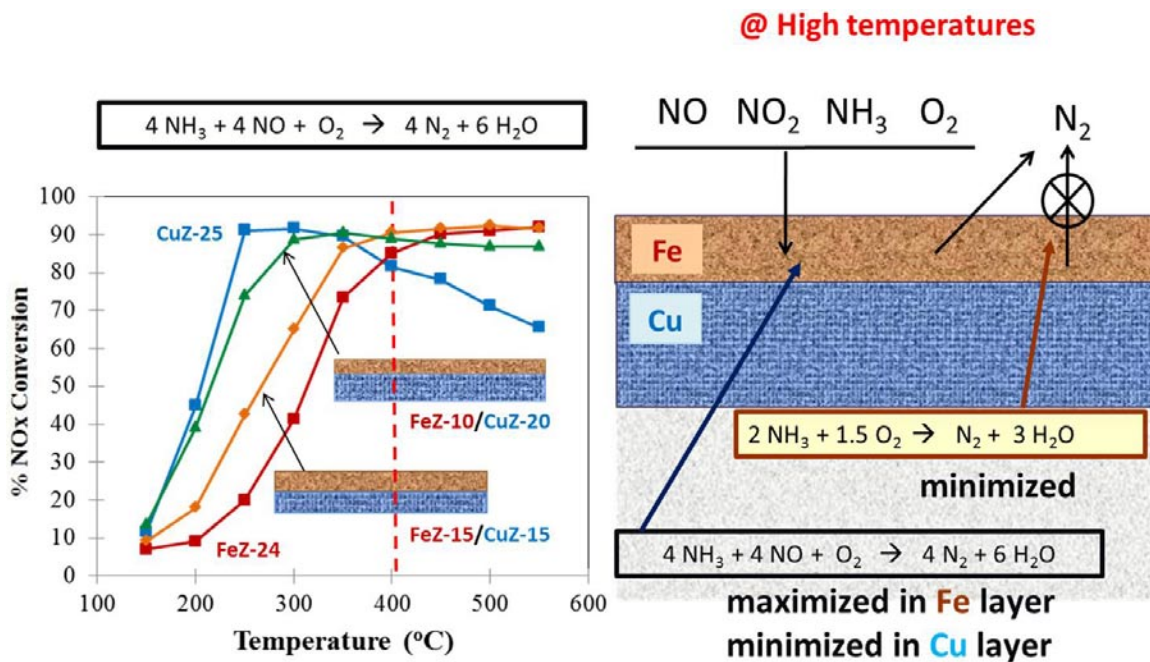 @ High temperatures
4 NH₃ + 4 NO + O₂ → 4 N₂ + 6 H₂O
% NOx Conversion
100
90
80
70
60
50
40
30
20
10
0
CuZ-25
FeZ-10/CuZ-20
FeZ-24
FeZ-15/CuZ-15
100
200
300
400
500
600
Temperature (°C)
NO NO₂ NH₃ O₂
N₂
Fe
Cu
2 NH₃ + 1.5 O₂ → N₂ + 3 H₂O
minimized
4 NH₃ + 4 NO + O₂ → 4 N₂ + 6 H₂O
maximized in Fe layer
minimized in Cu layer